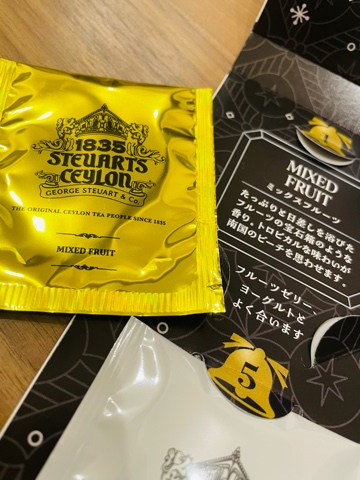 1835
STEUARTS
CEYLON
GEORGE STEUART & Co.
THE ORIGINAL CEYLON TEA PEOPLE SINCE 1835
MIXED FRUIT
1
MIXED
FRUIT
ミックスフルーツ
たっぷりと日差しを浴びた
フルーツの宝石箱のような
香り。トロピカルな味わいが
南国のビーチを思わせます。
フルーツゼリー、
ヨーグルトと
よく合います
5